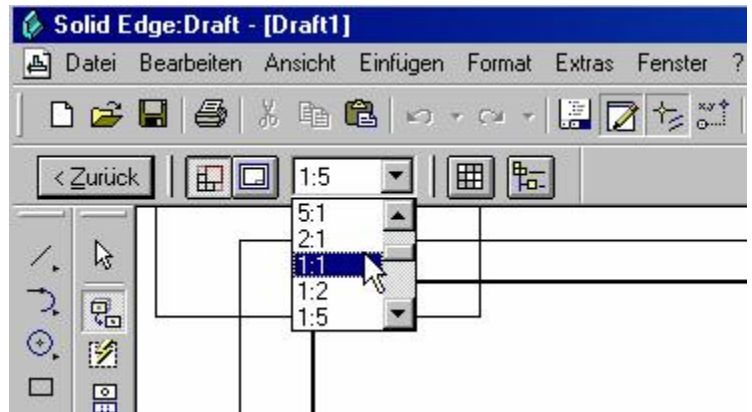 Solid Edge:Draft - [Draft1]
Datei Bearbeiten Ansicht Einfügen Format Extras Fenster ?
< Zurück 1:5
5:1
2:1
1:1
1:2
1:5